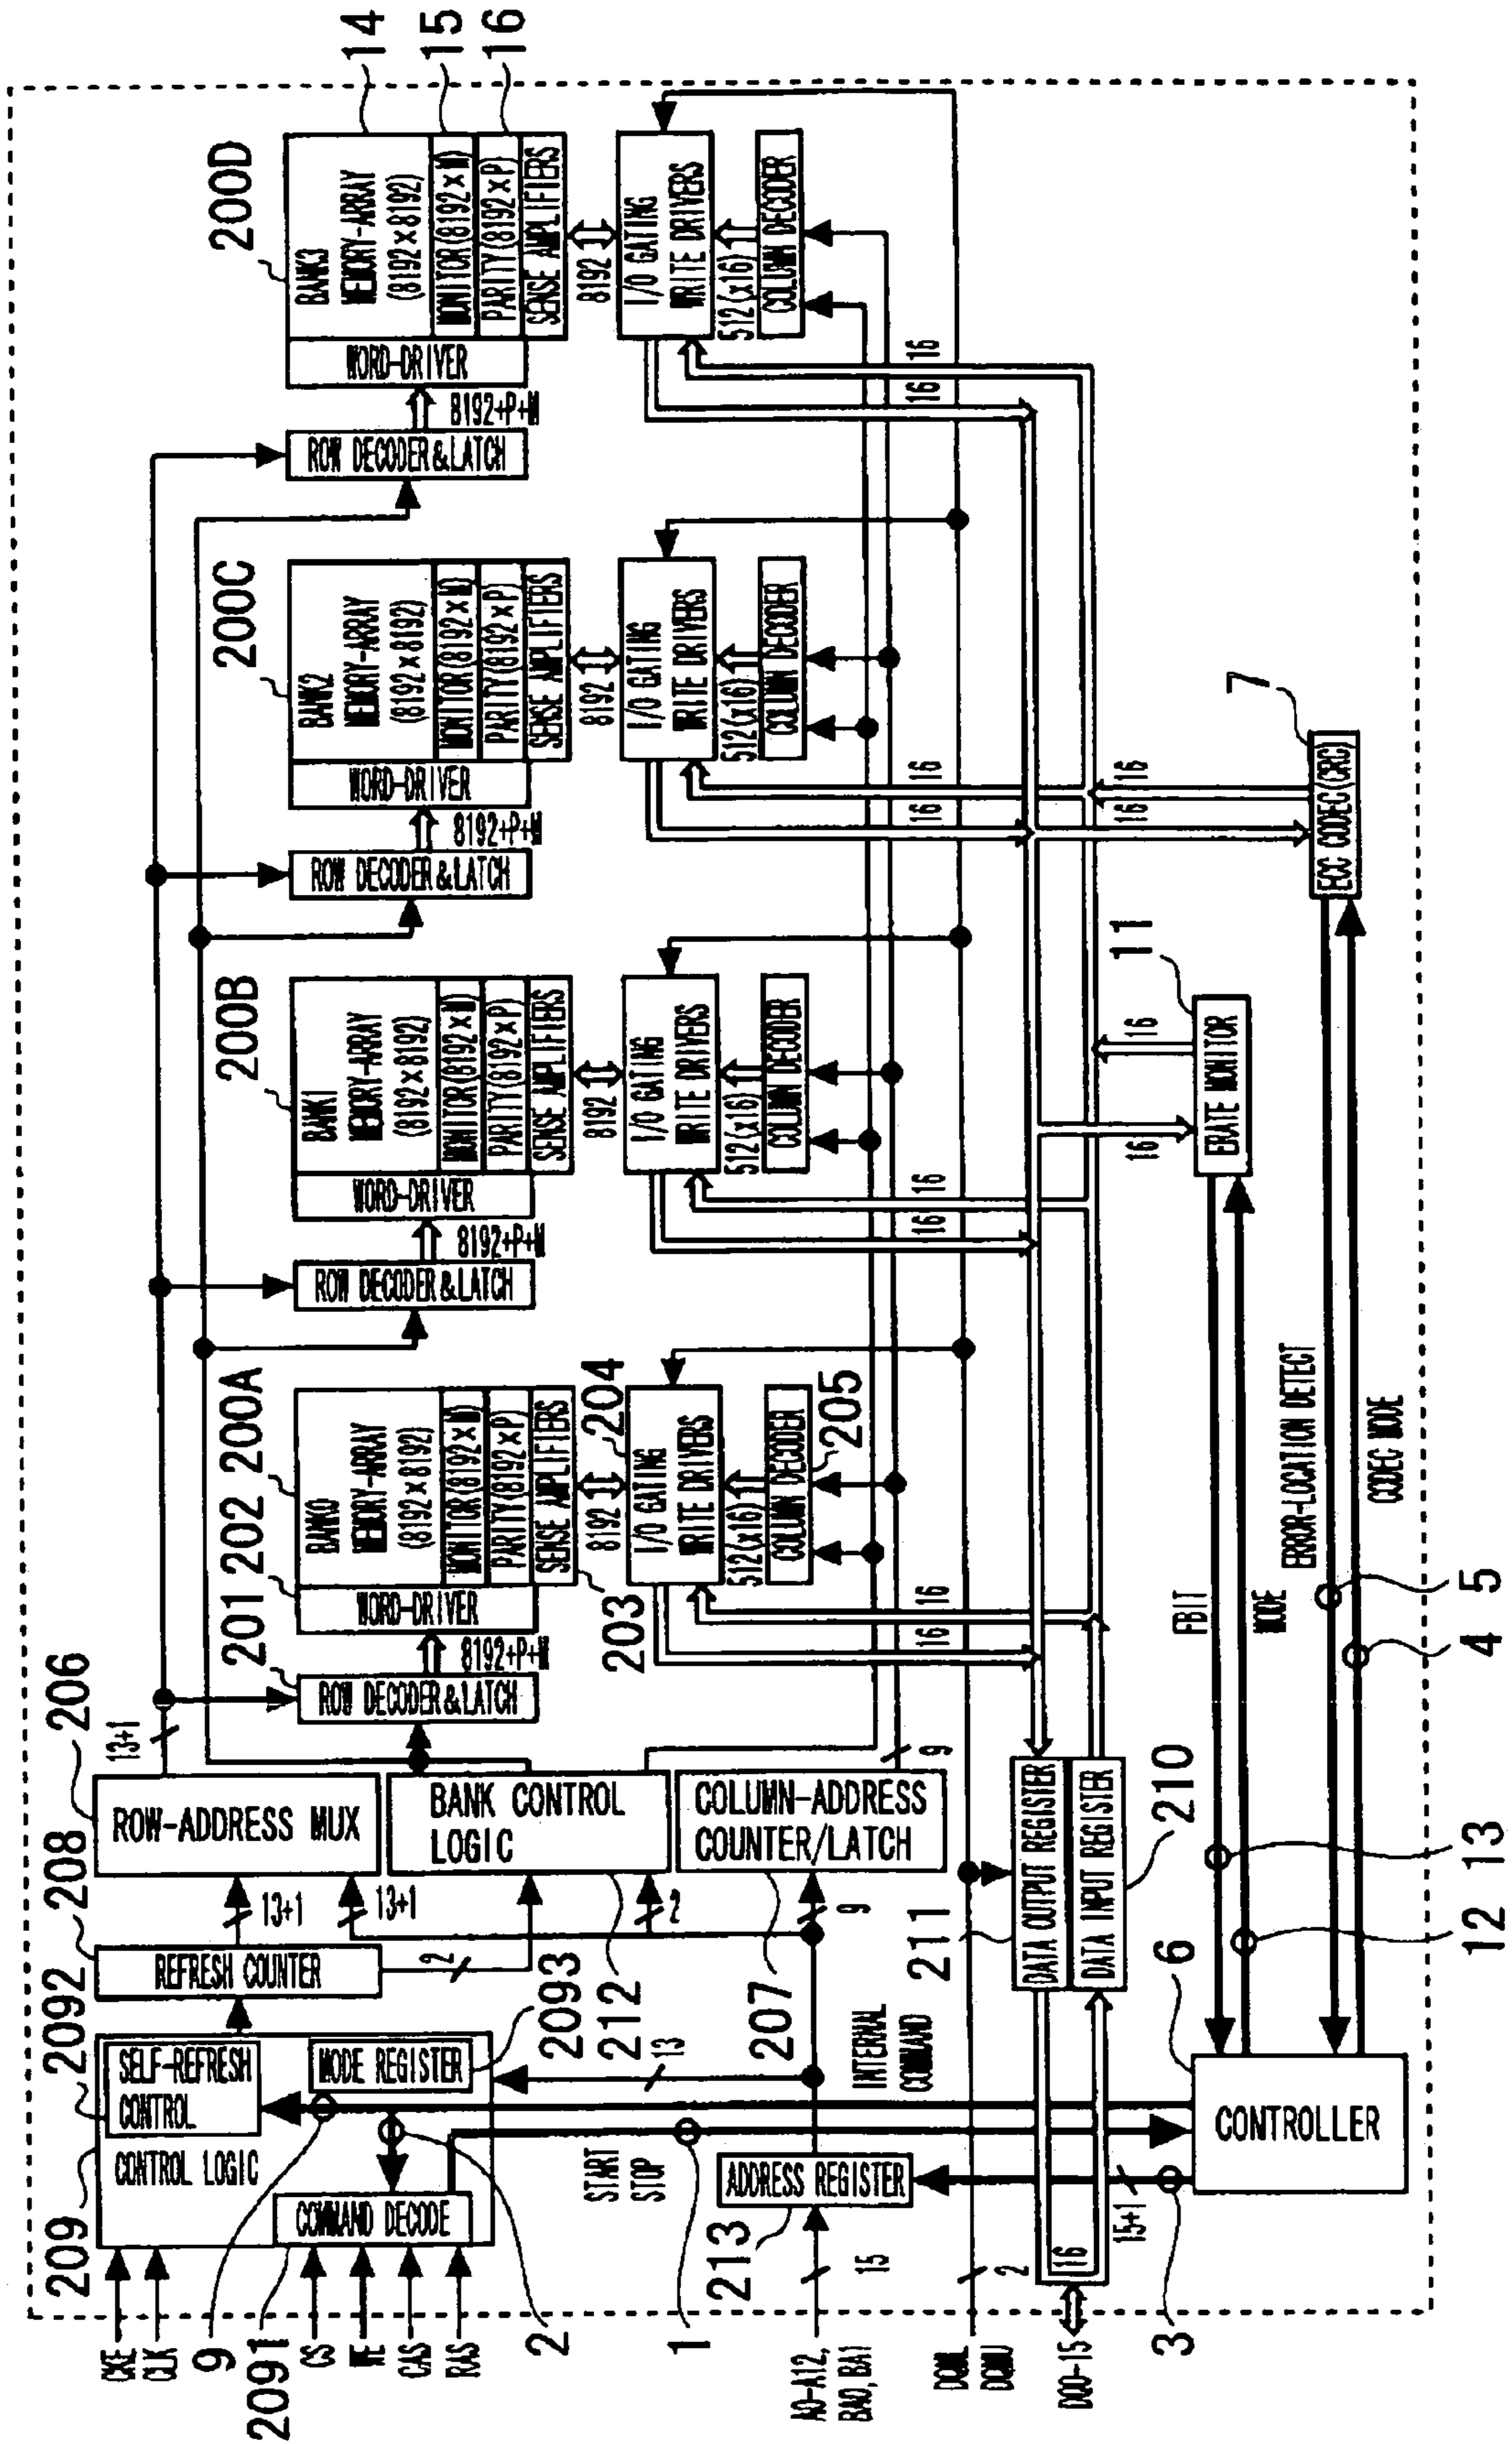 CKE
CLK
CS
WE
CAS
RAS
A0-A12,
BA0, BA1
DQML
DQMU
DQ0-15
209
2092
208
206
201
202
200A
200B
200C
200D
14
15
16
SELF-REFRESH
CONTROL
CONTROL LOGIC
MODE REGISTER
COMMAND DECODE
2091
2093
9
2
1
3
START
STOP
INTERNAL
COMMAND
ADDRESS REGISTER
213
15
13
2
15+1
16
REFRESH COUNTER
2
13+1
13+1
2
9
212
207
211
210
ROW-ADDRESS MUX
BANK CONTROL
LOGIC
COLUMN-ADDRESS
COUNTER/LATCH
DATA OUTPUT REGISTER
DATA INPUT REGISTER
13+1
9
ROW DECODER&LATCH
8192+P+M
WORD-DRIVER
BANK0
MEMORY-ARRAY
(8192×8192)
MONITOR(8192×M)
PARITY(8192×P)
SENSE AMPLIFIERS
203
8192
I/O GATING
WRITE DRIVERS
204
512(×16)
COLUMN DECODER
205
16
16
ROW DECODER&LATCH
8192+P+M
WORD-DRIVER
BANK1
MEMORY-ARRAY
(8192×8192)
MONITOR(8192×M)
PARITY(8192×P)
SENSE AMPLIFIERS
8192
I/O GATING
WRITE DRIVERS
512(×16)
COLUMN DECODER
16
16
ROW DECODER&LATCH
8192+P+M
WORD-DRIVER
BANK2
MEMORY-ARRAY
(8192×8192)
MONITOR(8192×M)
PARITY(8192×P)
SENSE AMPLIFIERS
8192
I/O GATING
WRITE DRIVERS
512(×16)
COLUMN DECODER
16
16
ROW DECODER&LATCH
8192+P+M
WORD-DRIVER
BANK3
MEMORY-ARRAY
(8192×8192)
MONITOR(8192×M)
PARITY(8192×P)
SENSE AMPLIFIERS
8192
I/O GATING
WRITE DRIVERS
512(×16)
COLUMN DECODER
16
16
CONTROLLER
6
12
13
4
5
FBIT
MODE
ERROR-LOCATION DETECT
CODEC MODE
16
16
ERATE MONITOR
11
16
16
ECC CODEC(CRC)
7